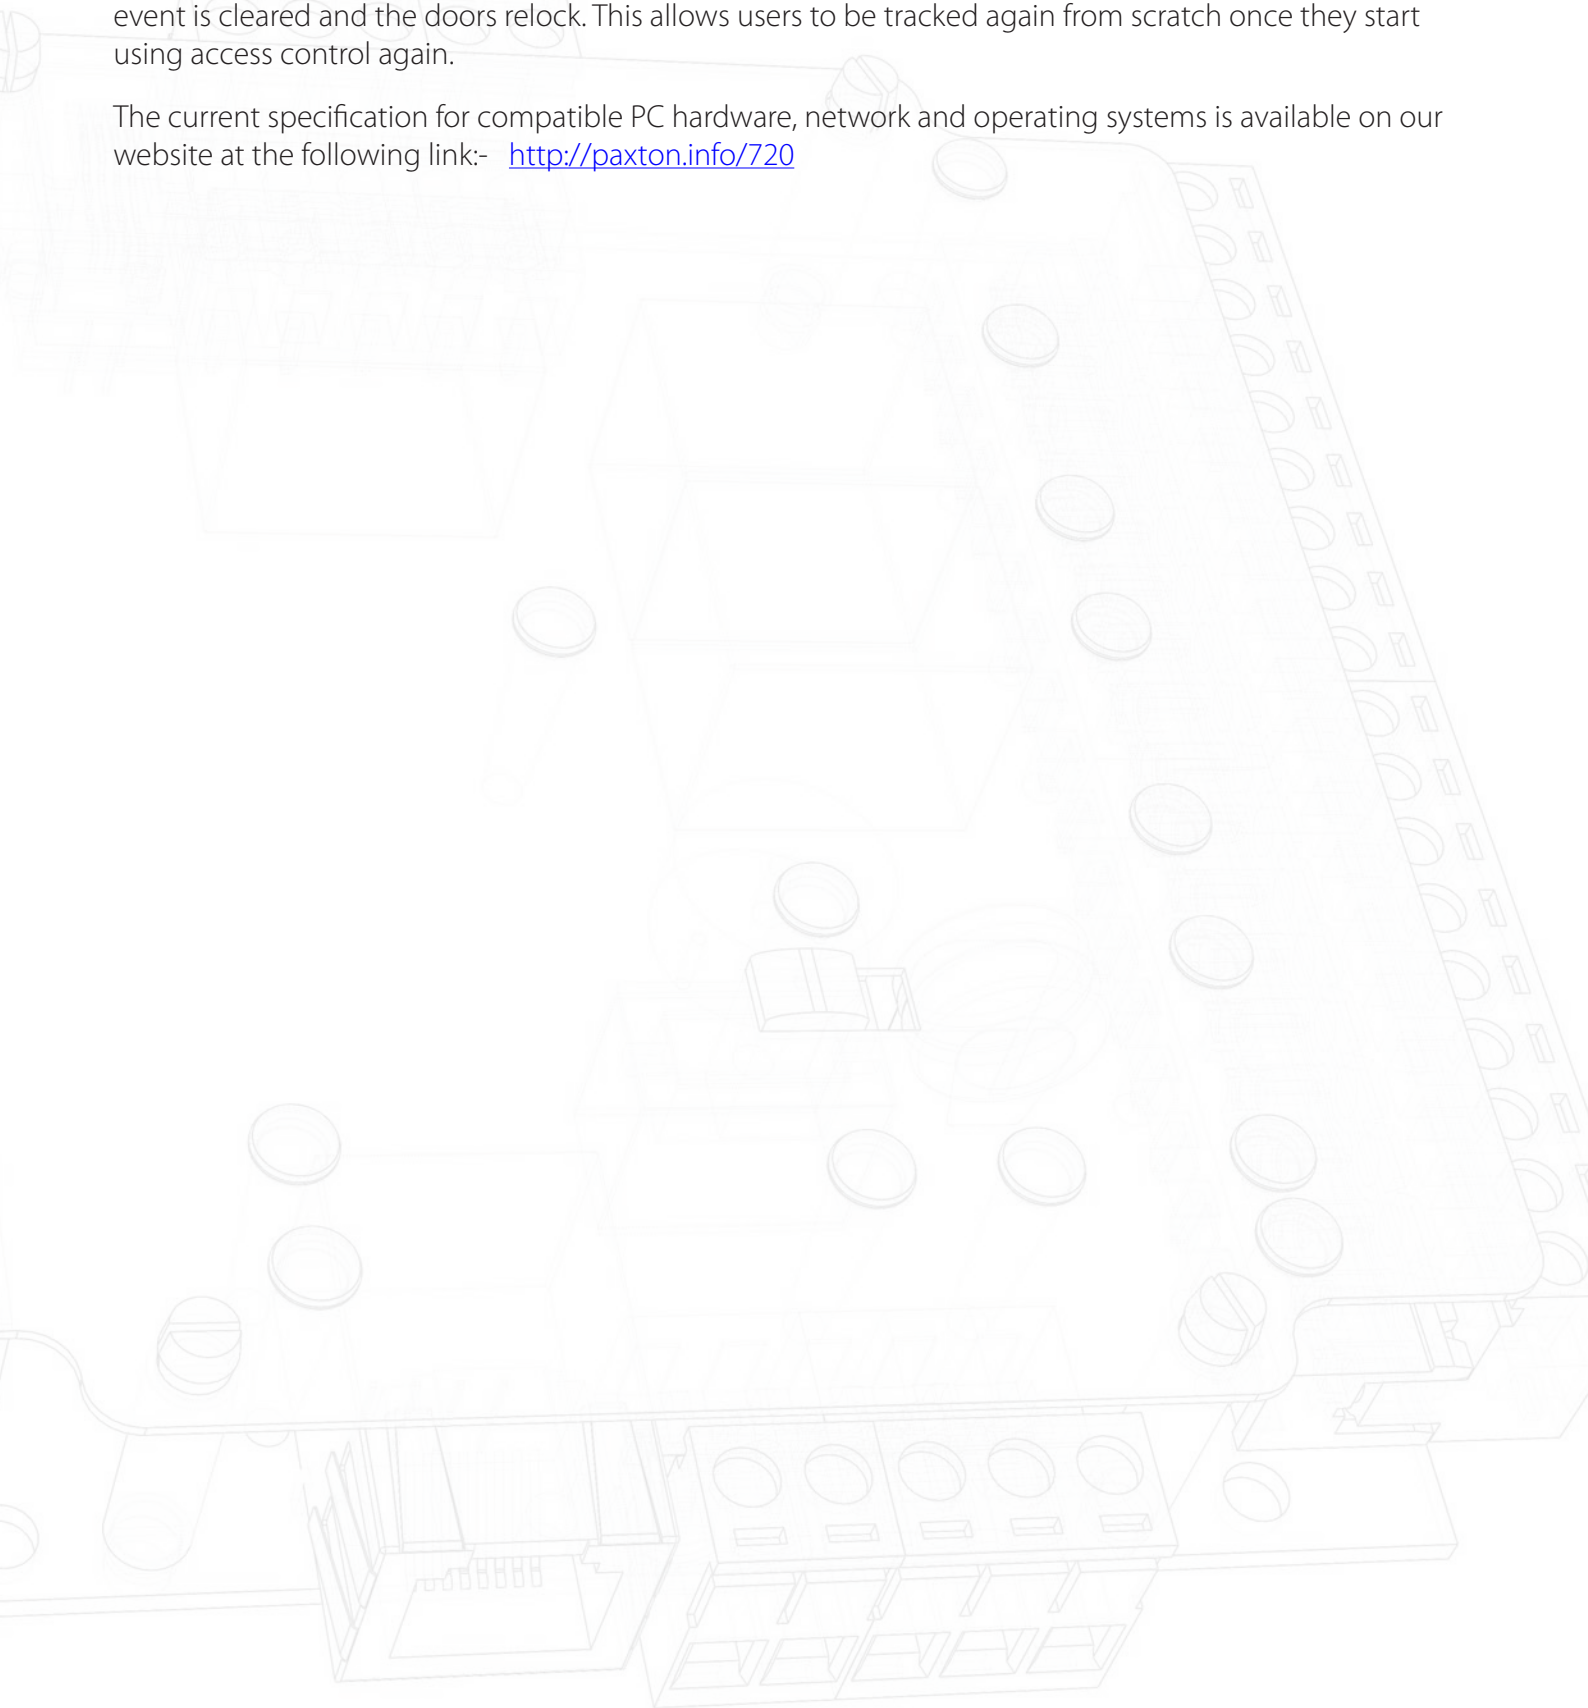 event is cleared and the doors relock. This allows users to be tracked again from scratch once they start
using access control again.
The current specification for compatible PC hardware, network and operating systems is available on our
website at the following link:- http://paxton.info/720